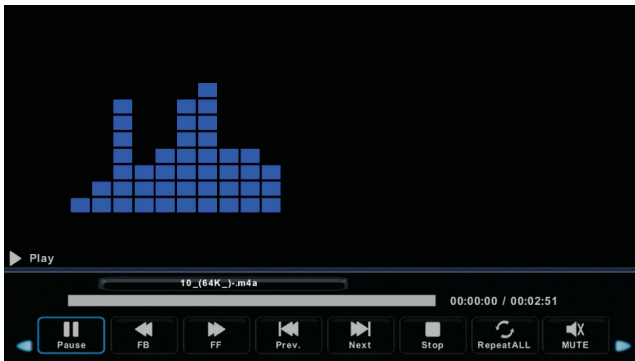 Play
10_(64K_)-.m4a
00:00:00 / 00:02:51
Pause FB FF Prev. Next Stop RepeatALL MUTE